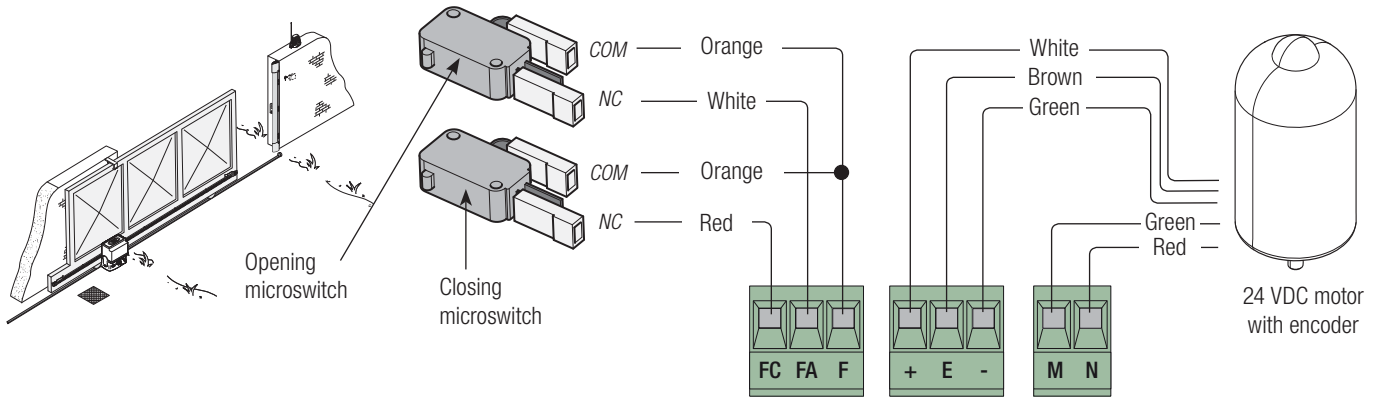 COM Orange
NC White
COM Orange
NC Red
Opening
microswitch
Closing
microswitch
White
Brown
Green
Green
Red
24 VDC motor
with encoder
FC FA F
+ E -
M N